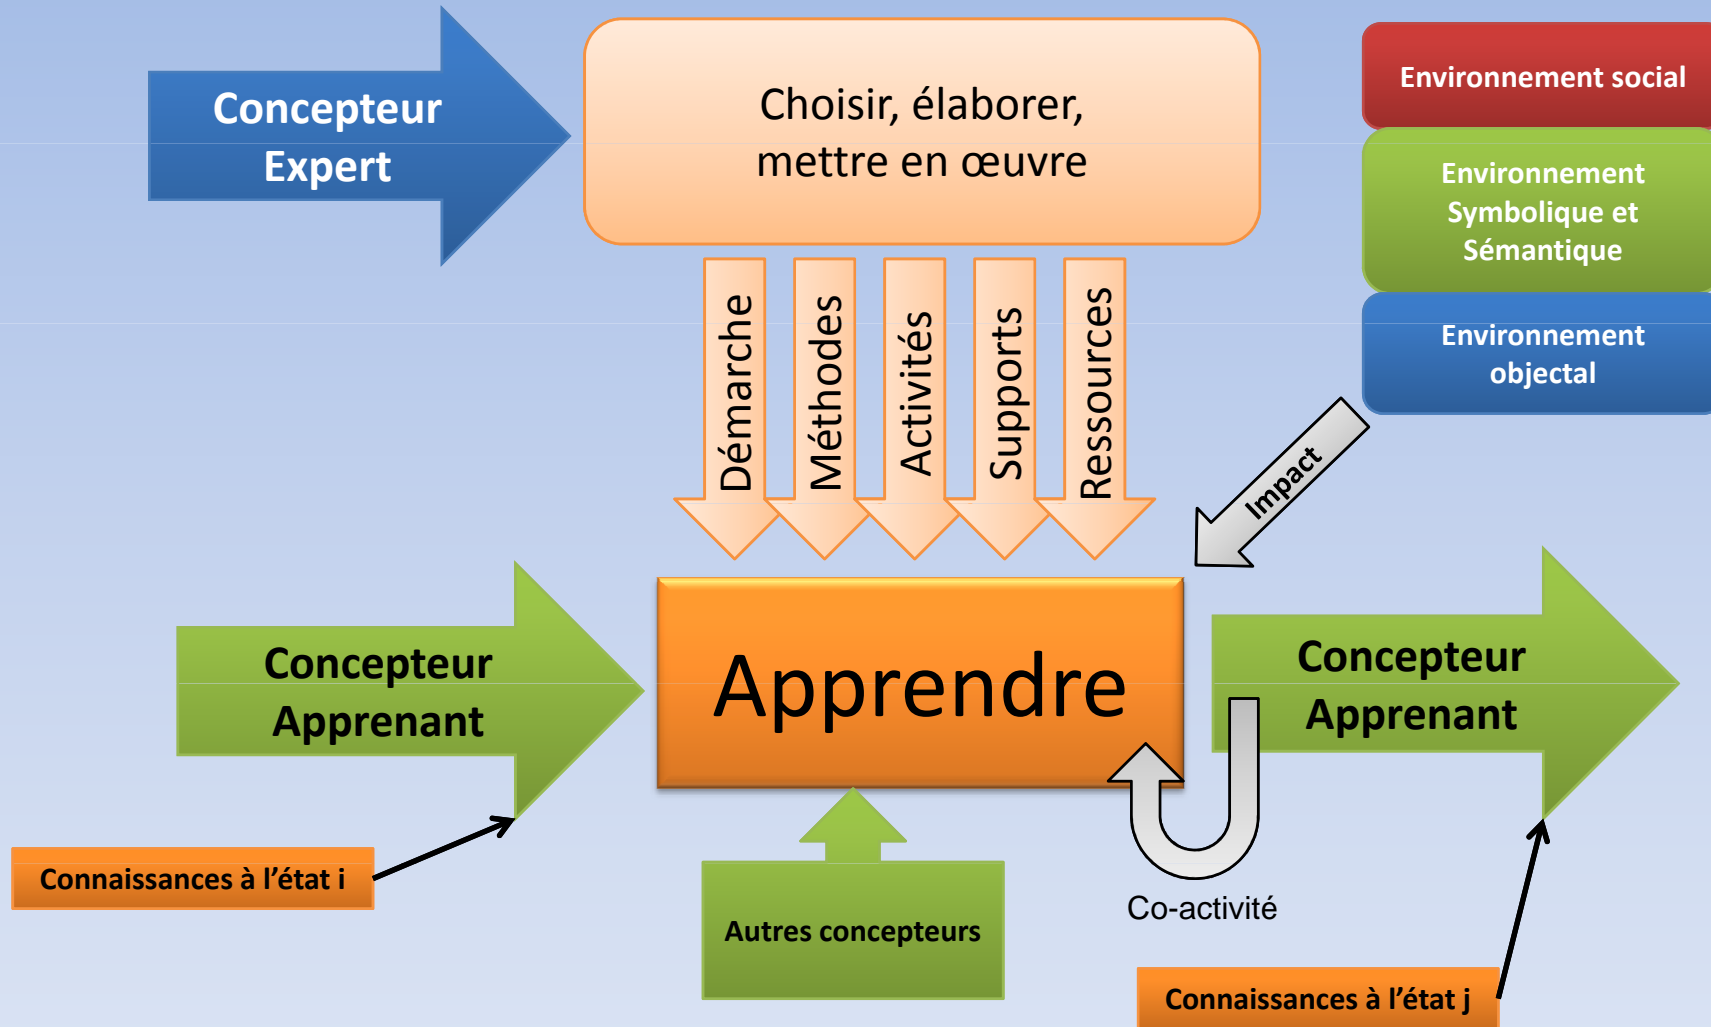 Concepteur
Expert
Choisir, élaborer,
mettre en œuvre
Environnement social
Environnement
Symbolique et
Sémantique
Environnement
objectal
Démarche
Méthodes
Activités
Supports
Ressources
Impact
Concepteur
Apprenant
Apprendre
Concepteur
Apprenant
Connaissances à l’état i
Autres concepteurs
Co-activité
Connaissances à l’état j